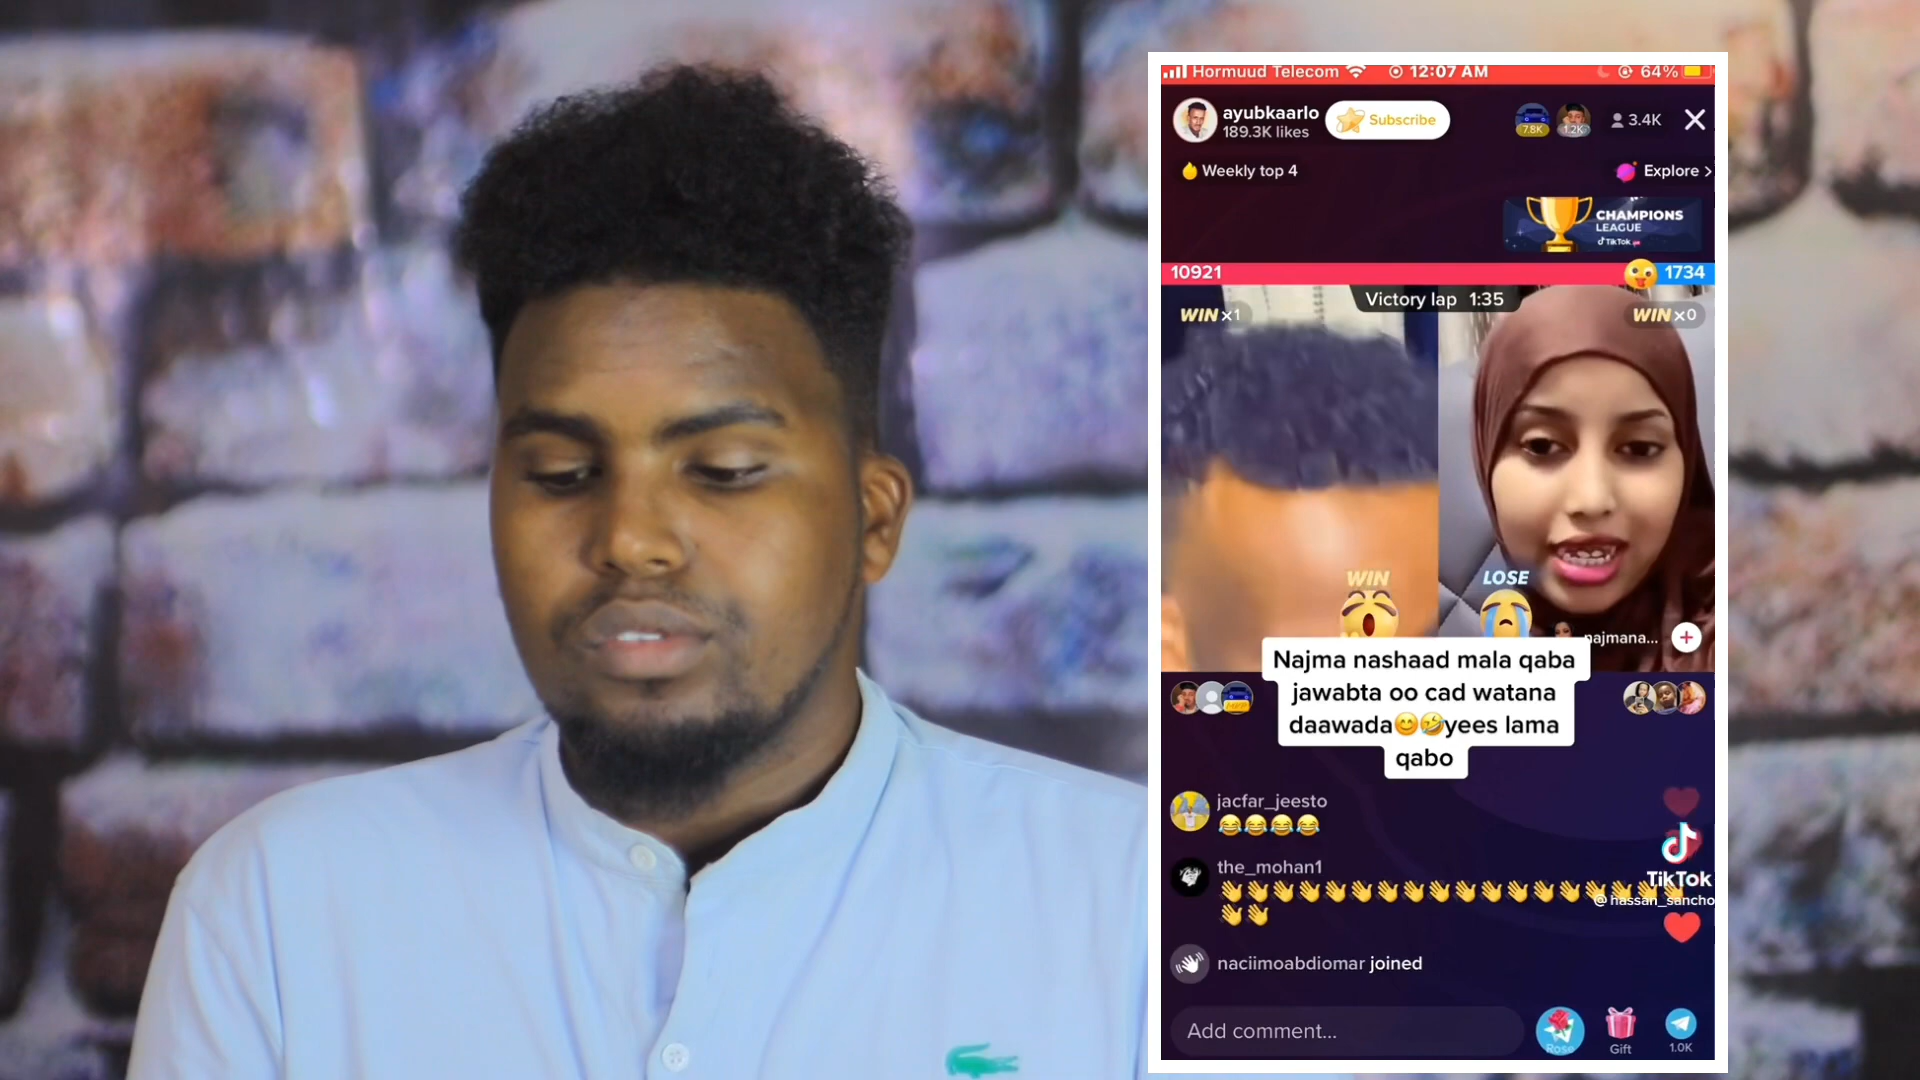 Hormuud Telecom 12:07 AM 64%
ayubkaarlo
189.3K likes
Subscribe
7.8K 1.2K 3.4K
Weekly top 4
Explore >
CHAMPIONS
LEAGUE
TikTok
10921 1734
Victory lap 1:35
WIN x1
WIN x0
WIN LOSE
najmana...
Najma nashaad mala qaba
jawabta oo cad watana
daawada😊🤣yees lama
qabo
jacfar_jeesto
😂😂😂😂
the_mohan1
👋👋👋👋👋👋👋👋👋👋👋👋👋👋👋👋👋👋
👋👋
TikTok
@hassan_sancho
naciimoabdiomar joined
Add comment...
Rose Gift 1.0K